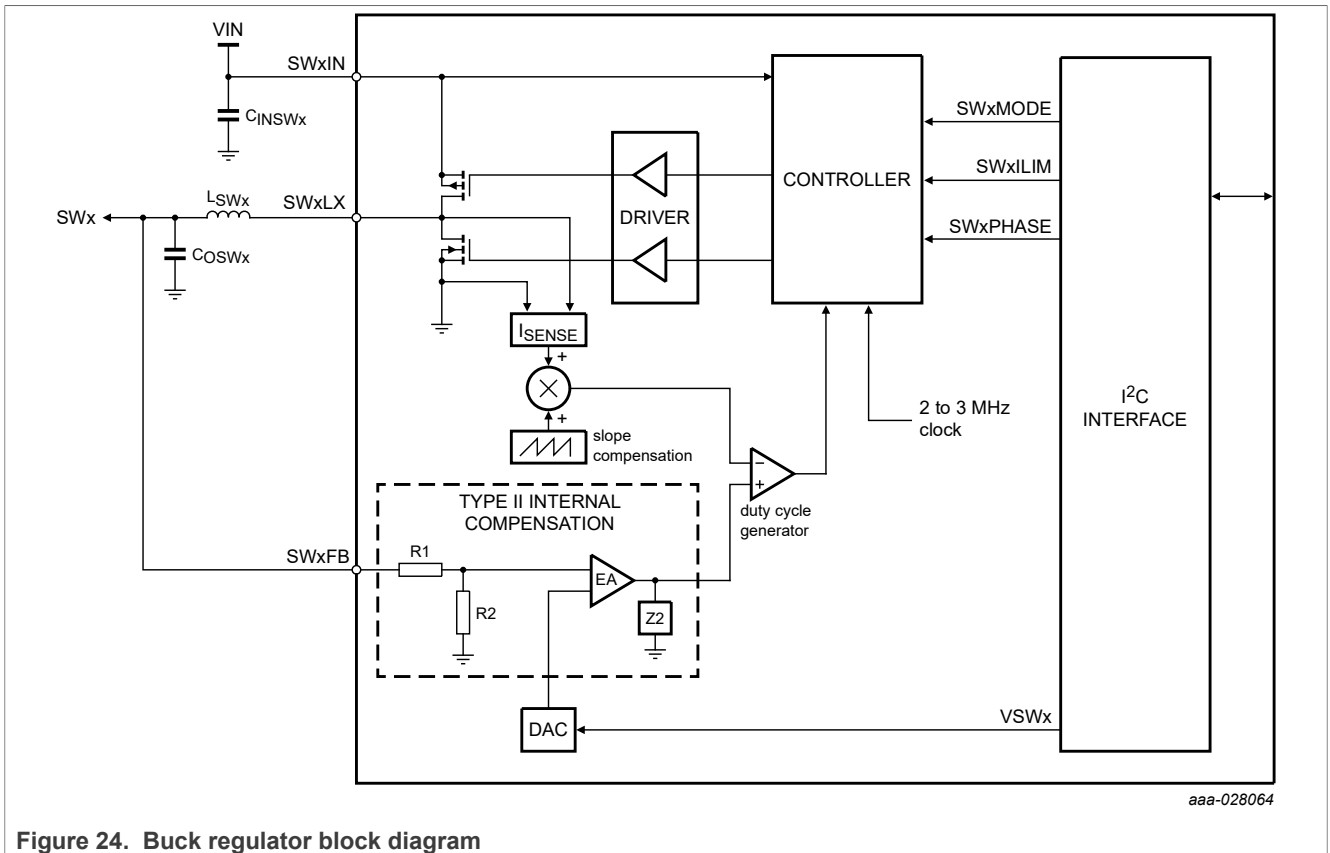 VIN
SWxIN
CINSWx
LSWx
SWxLX
SWx
COSWx
DRIVER
CONTROLLER
SWxMODE
SWxILIM
SWxPHASE
ISENSE
+
+
slope
compensation
2 to 3 MHz
clock
I2C
INTERFACE
TYPE II INTERNAL
COMPENSATION
−
+
duty cycle
generator
SWxFB
R1
R2
EA
Z2
DAC
VSWx
aaa-028064
Figure 24. Buck regulator block diagram